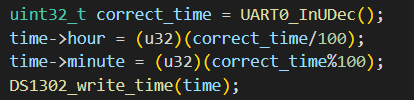 uint32_t correct_time = UART0_InUDec();
time->hour = (u32)(correct_time/100);
time->minute = (u32)(correct_time%100);
DS1302_write_time(time);